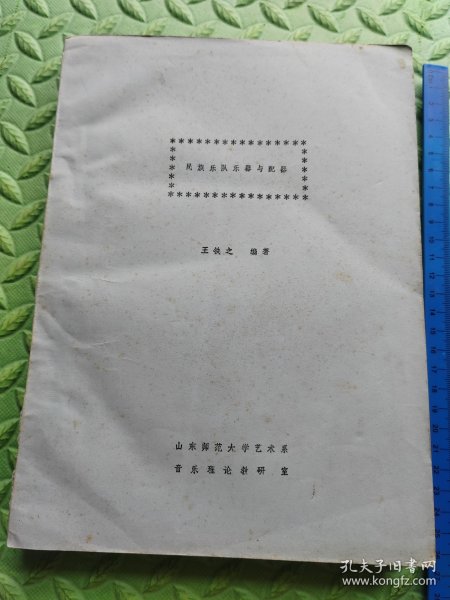 民族乐队乐器与配器
王铁之 编著
山东师范大学艺术系
音乐理论教研室
孔夫子旧书网
www.kongfz.com